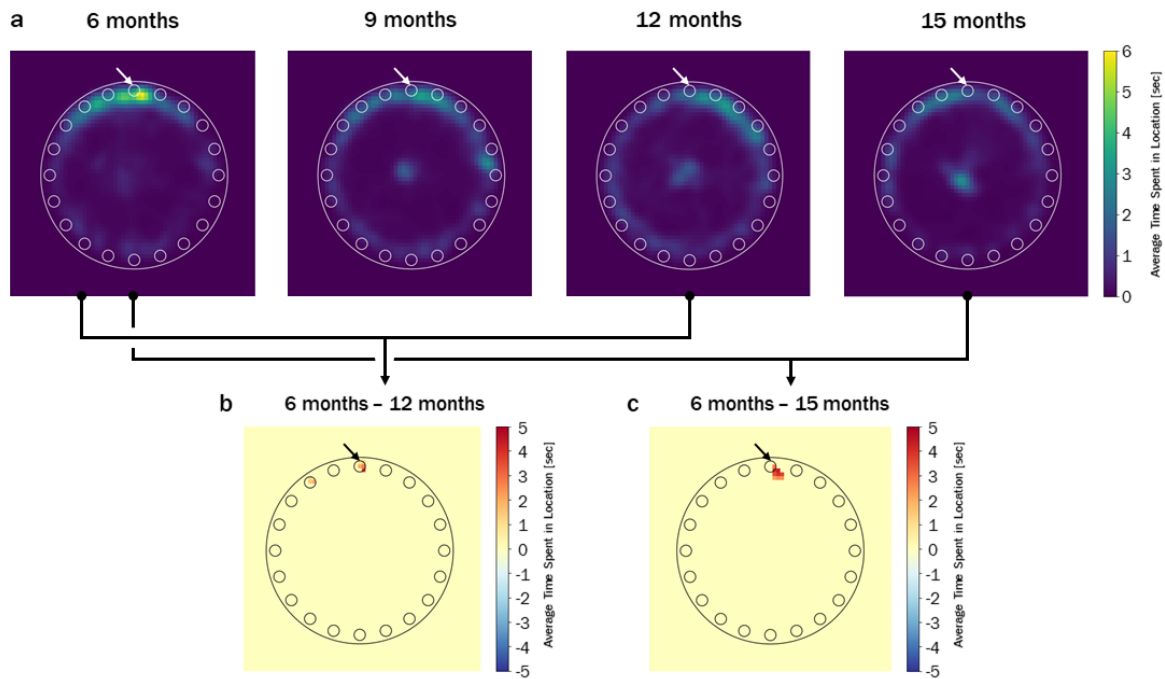 a
6 months
9 months
12 months
15 months
6
5
4
3
2
1
0
Average Time Spent in Location [sec]
b
6 months – 12 months
5
4
3
2
1
0
-1
-2
-3
-4
-5
Average Time Spent in Location [sec]
c
6 months – 15 months
5
4
3
2
1
0
-1
-2
-3
-4
-5
Average Time Spent in Location [sec]